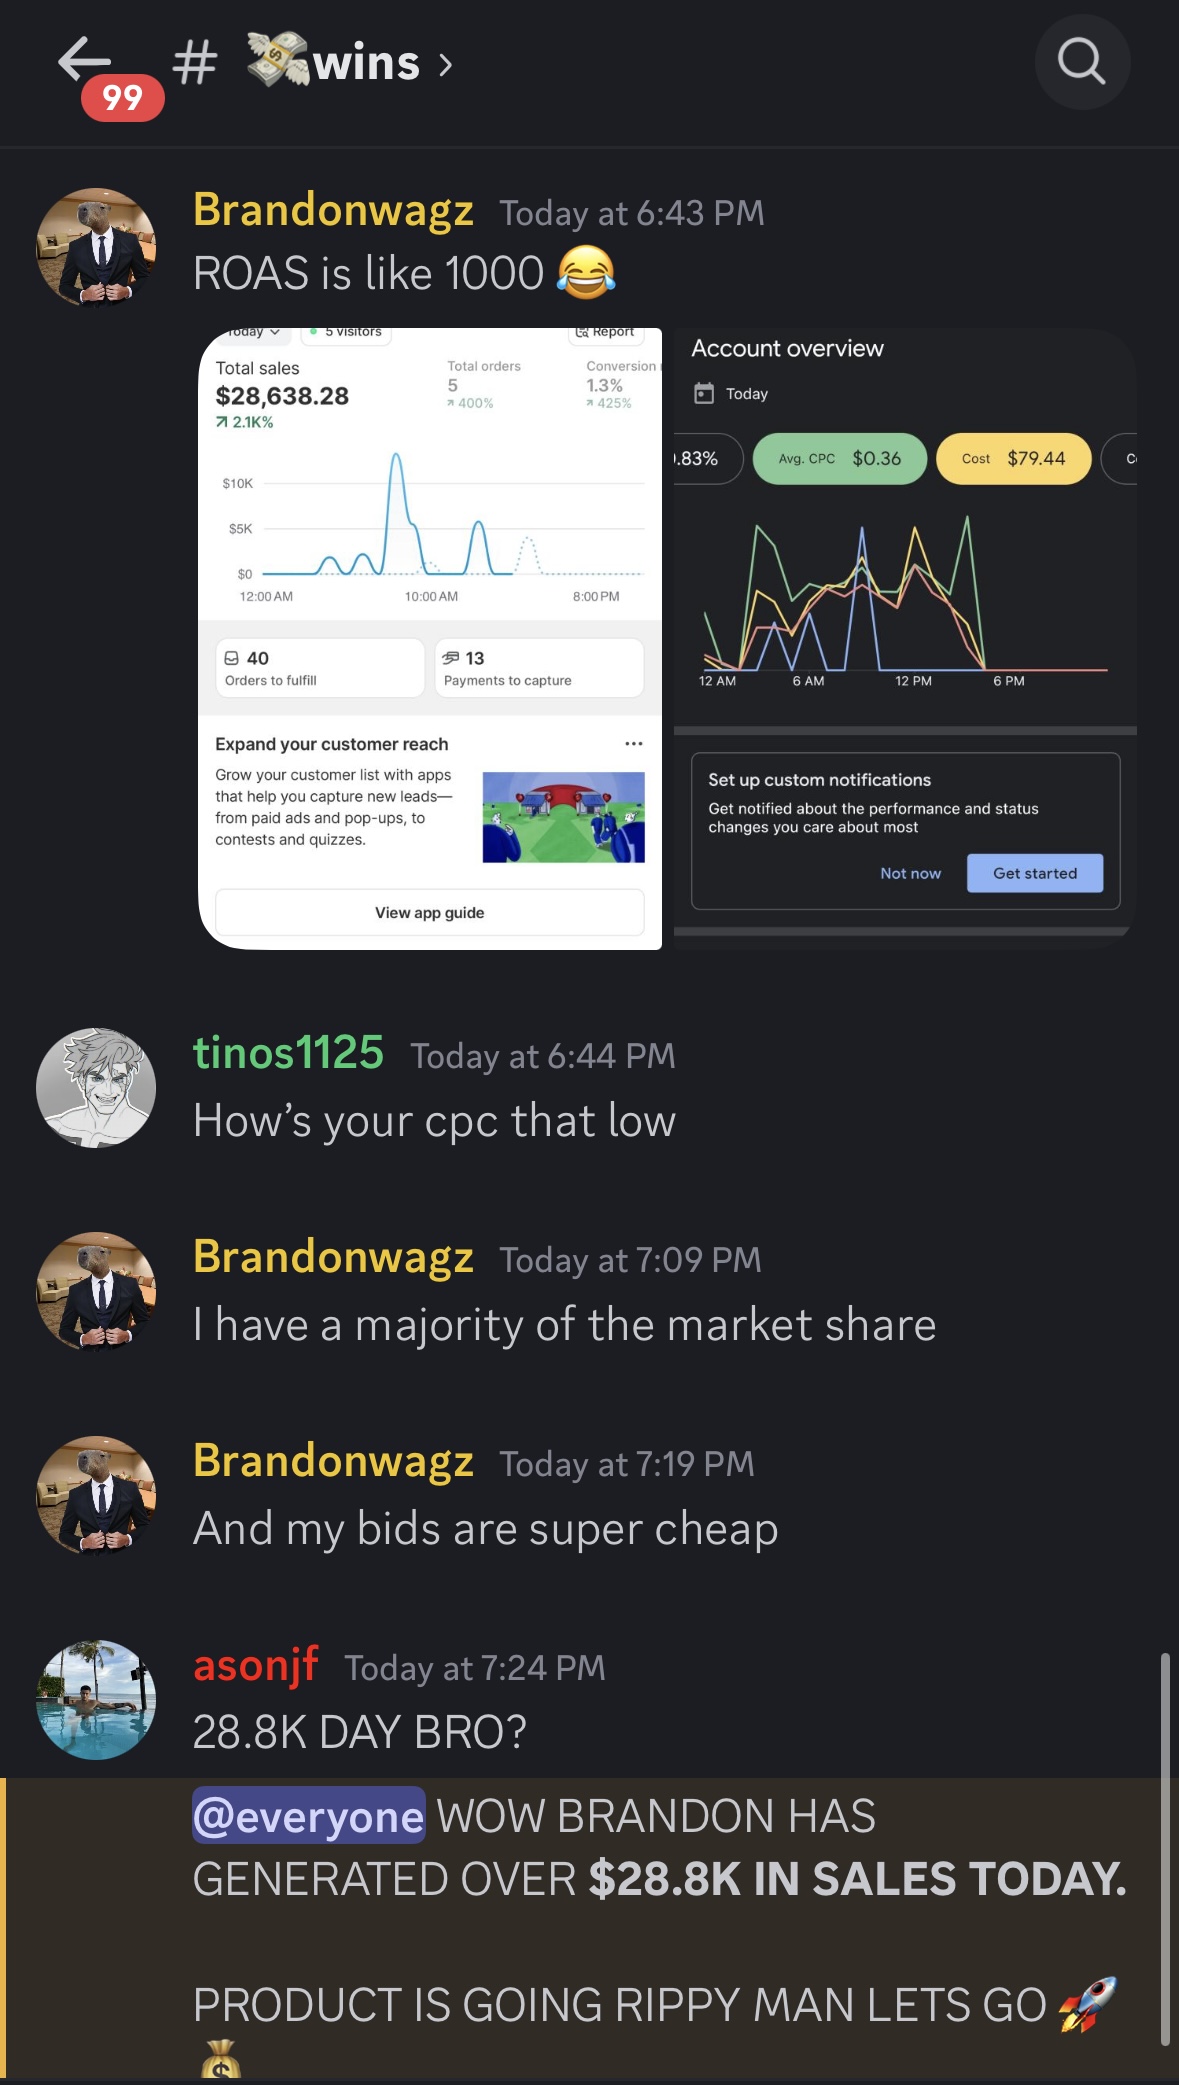 # 💸wins ›
99
Brandonwagz Today at 6:43 PM
ROAS is like 1000 😂
Today
5 visitors
Report
Total sales
$28,638.28
↗ 2.1K%
Total orders
5
↗ 400%
Conversion
1.3%
↗ 425%
$10K
$5K
$0
12:00 AM 10:00 AM 8:00 PM
40
Orders to fulfill
13
Payments to capture
Expand your customer reach
Grow your customer list with apps
that help you capture new leads—
from paid ads and pop-ups, to
contests and quizzes.
View app guide
Account overview
Today
.83%
Avg. CPC $0.36
Cost $79.44
12 AM 6 AM 12 PM 6 PM
Set up custom notifications
Get notified about the performance and status
changes you care about most
Not now
Get started
tinos1125 Today at 6:44 PM
How’s your cpc that low
Brandonwagz Today at 7:09 PM
I have a majority of the market share
Brandonwagz Today at 7:19 PM
And my bids are super cheap
asonjf Today at 7:24 PM
28.8K DAY BRO?
@everyone WOW BRANDON HAS
GENERATED OVER $28.8K IN SALES TODAY.
PRODUCT IS GOING RIPPY MAN LETS GO 🚀
💰